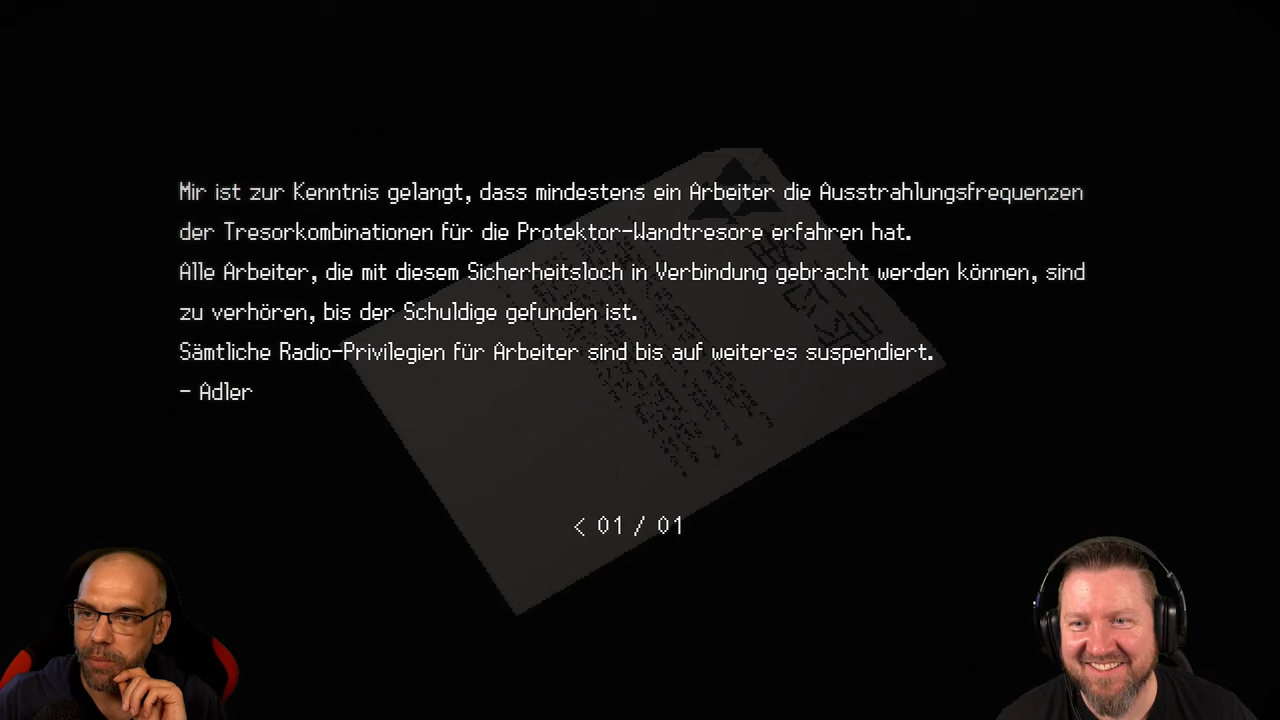 Mir ist zur Kenntnis gelangt, dass mindestens ein Arbeiter die Ausstrahlungsfrequenzen
der Tresorkombinationen für die Protektor-Wandtresore erfahren hat.
Alle Arbeiter, die mit diesem Sicherheitsloch in Verbindung gebracht werden können, sind
zu verhören, bis der Schuldige gefunden ist.
Sämtliche Radio-Privilegien für Arbeiter sind bis auf weiteres suspendiert.
- Adler
< 01 / 01